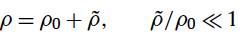 ρ = ρ₀ + ρ̃, ρ̃/ρ₀ ≪ 1